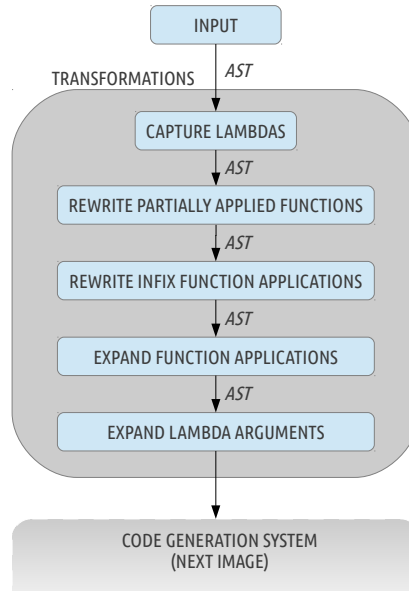 INPUT
AST
TRANSFORMATIONS
CAPTURE LAMBDAS
AST
REWRITE PARTIALLY APPLIED FUNCTIONS
AST
REWRITE INFIX FUNCTION APPLICATIONS
AST
EXPAND FUNCTION APPLICATIONS
AST
EXPAND LAMBDA ARGUMENTS
CODE GENERATION SYSTEM
(NEXT IMAGE)